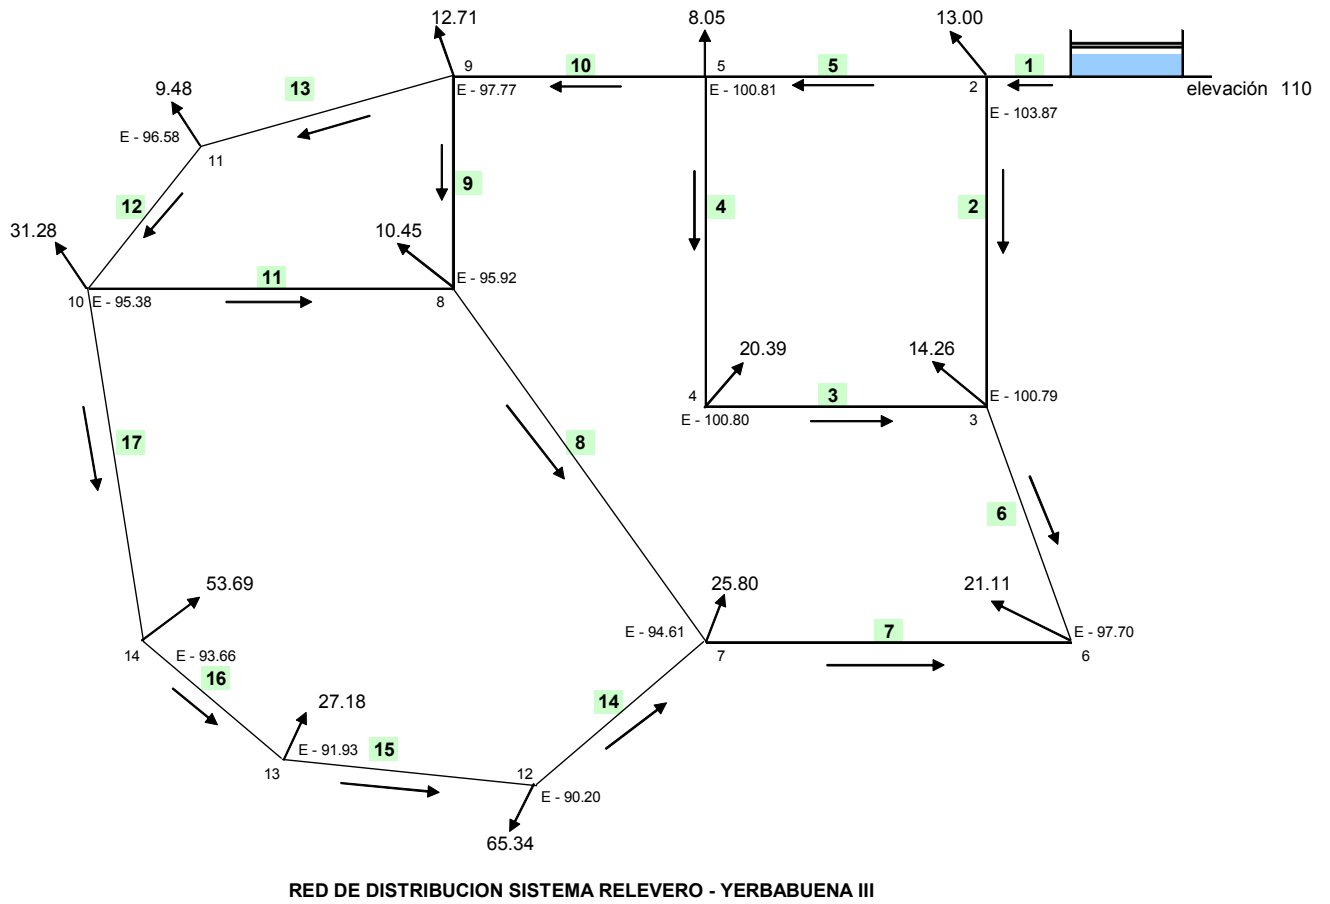 12.71
8.05
13.00
9
10
5
5
2
1
elevación 110
E - 97.77
E - 100.81
E - 103.87
13
9.48
E - 96.58
11
9
4
2
12
31.28
10.45
11
E - 95.92
10
E - 95.38
8
20.39
14.26
4
3
E - 100.79
E - 100.80
3
17
8
6
53.69
25.80
21.11
E - 94.61
7
E - 97.70
14
E - 93.66
7
6
16
27.18
14
E - 91.93
15
13
12
E - 90.20
65.34
RED DE DISTRIBUCION SISTEMA RELEVERO - YERBABUENA III